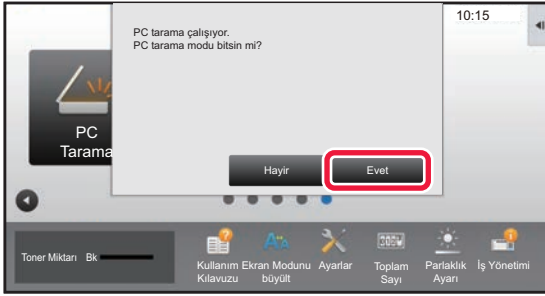 10:15
PC tarama çalışıyor.
PC tarama modu bitsin mi?
PC
Tarama
Hayir
Evet
Toner Miktarı Bk
Kullanım
Kılavuzu
Ekran Modunu
büyült
Ayarlar
Toplam
Sayı
Parlaklık
Ayarı
İş Yönetimi